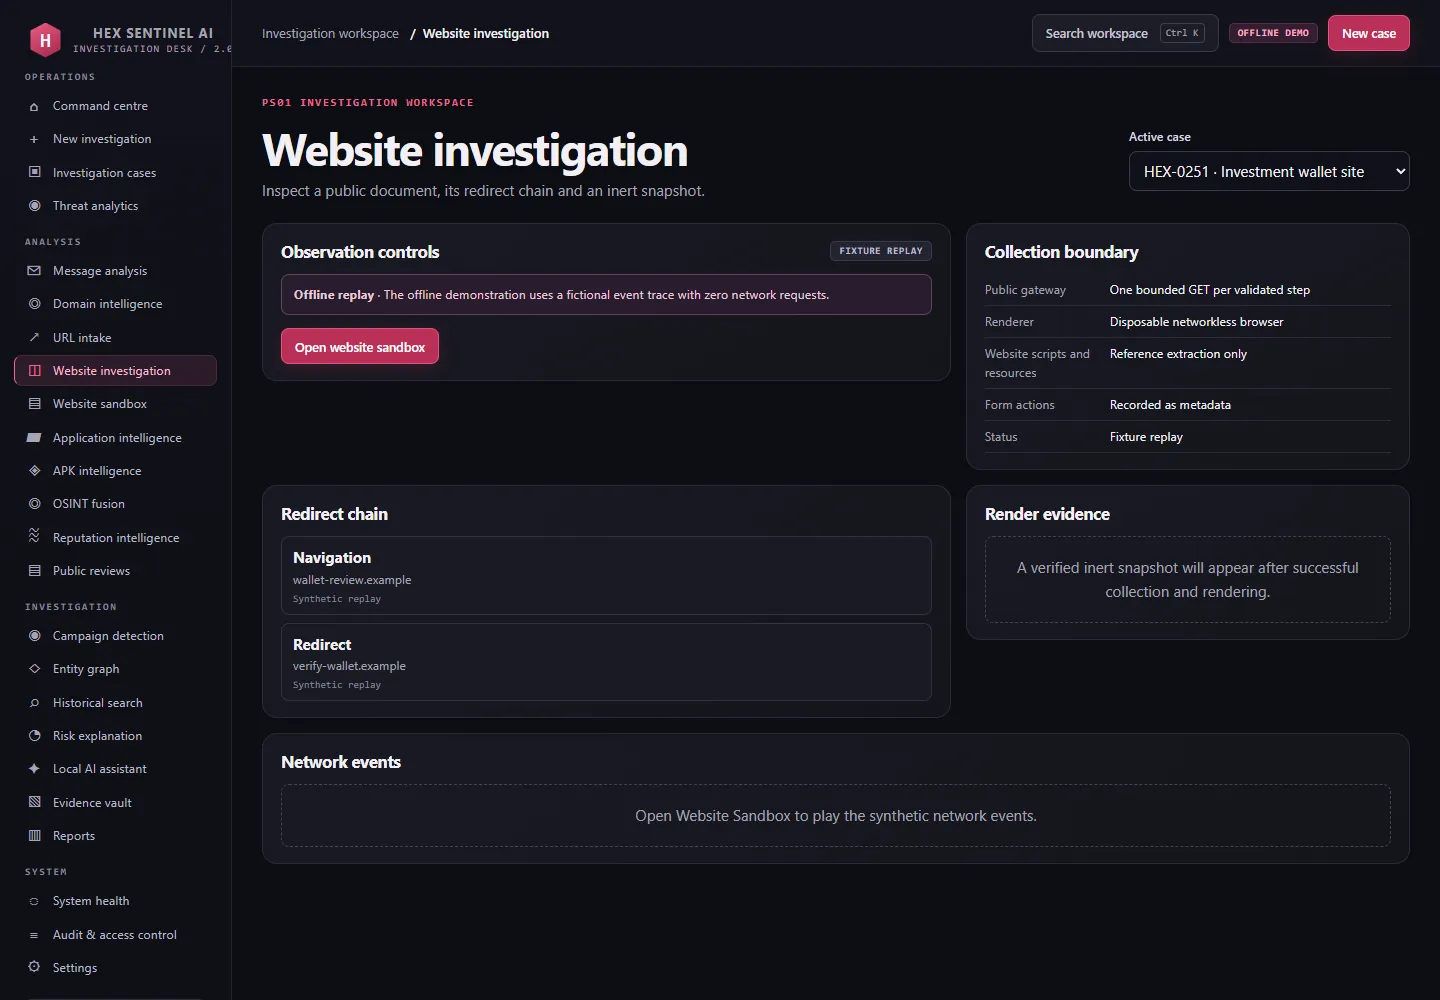 H
HEX SENTINEL AI
INVESTIGATION DESK / 2.0
OPERATIONS
Command centre
New investigation
Investigation cases
Threat analytics
ANALYSIS
Message analysis
Domain intelligence
URL intake
Website investigation
Website sandbox
Application intelligence
APK intelligence
OSINT fusion
Reputation intelligence
Public reviews
INVESTIGATION
Campaign detection
Entity graph
Historical search
Risk explanation
Local AI assistant
Evidence vault
Reports
SYSTEM
System health
Audit & access control
Settings
Investigation workspace / Website investigation
Search workspace Ctrl K
OFFLINE DEMO
New case
PS01 INVESTIGATION WORKSPACE
Website investigation
Inspect a public document, its redirect chain and an inert snapshot.
Active case
HEX-0251 · Investment wallet site
Observation controls
FIXTURE REPLAY
Offline replay · The offline demonstration uses a fictional event trace with zero network requests.
Open website sandbox
Collection boundary
Public gateway One bounded GET per validated step
Renderer Disposable networkless browser
Website scripts and Reference extraction only
resources
Form actions Recorded as metadata
Status Fixture replay
Redirect chain
Navigation
wallet-review.example
Synthetic replay
Redirect
verify-wallet.example
Synthetic replay
Render evidence
A verified inert snapshot will appear after successful
collection and rendering.
Network events
Open Website Sandbox to play the synthetic network events.